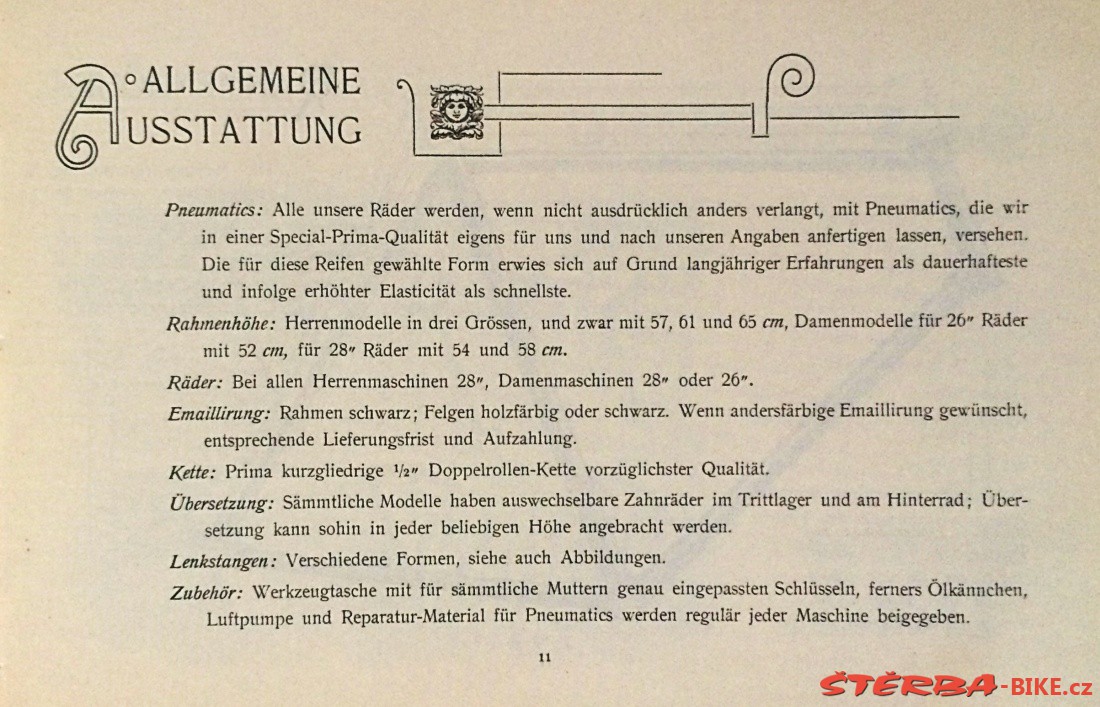 ALLGEMEINE
AUSSTATTUNG
Pneumatics: Alle unsere Räder werden, wenn nicht ausdrücklich anders verlangt, mit Pneumatics, die wir
in einer Special-Prima-Qualität eigens für uns und nach unseren Angaben anfertigen lassen, versehen.
Die für diese Reifen gewählte Form erwies sich auf Grund langjähriger Erfahrungen als dauerhafteste
und infolge erhöhter Elasticität als schnellste.
Rahmenhöhe: Herrenmodelle in drei Grössen, und zwar mit 57, 61 und 65 cm, Damenmodelle für 26″ Räder
mit 52 cm, für 28″ Räder mit 54 und 58 cm.
Räder: Bei allen Herrenmaschinen 28″, Damenmaschinen 28″ oder 26″.
Emaillirung: Rahmen schwarz; Felgen holzfärbig oder schwarz. Wenn andersfärbige Emaillirung gewünscht,
entsprechende Lieferungsfrist und Aufzahlung.
Kette: Prima kurzgliedrige 1/2″ Doppelrollen-Kette vorzüglichster Qualität.
Übersetzung: Sämmtliche Modelle haben auswechselbare Zahnräder im Trittlager und am Hinterrad; Über-
setzung kann sohin in jeder beliebigen Höhe angebracht werden.
Lenkstangen: Verschiedene Formen, siehe auch Abbildungen.
Zubehör: Werkzeugtasche mit für sämmtliche Muttern genau eingepassten Schlüsseln, ferners Ölkännchen,
Luftpumpe und Reparatur-Material für Pneumatics werden regulär jeder Maschine beigegeben.
11
ŠTĚRBA-BIKE.cz